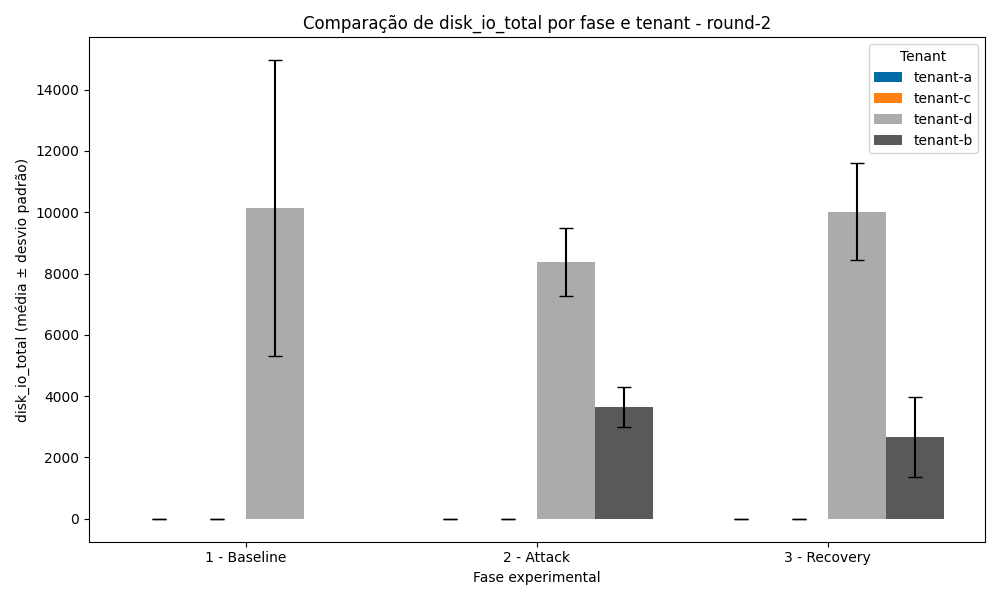 Comparação de disk_io_total por fase e tenant - round-2
Tenant
tenant-a
tenant-c
tenant-d
tenant-b
disk_io_total (média ± desvio padrão)
14000
12000
10000
8000
6000
4000
2000
0
1 - Baseline
2 - Attack
3 - Recovery
Fase experimental